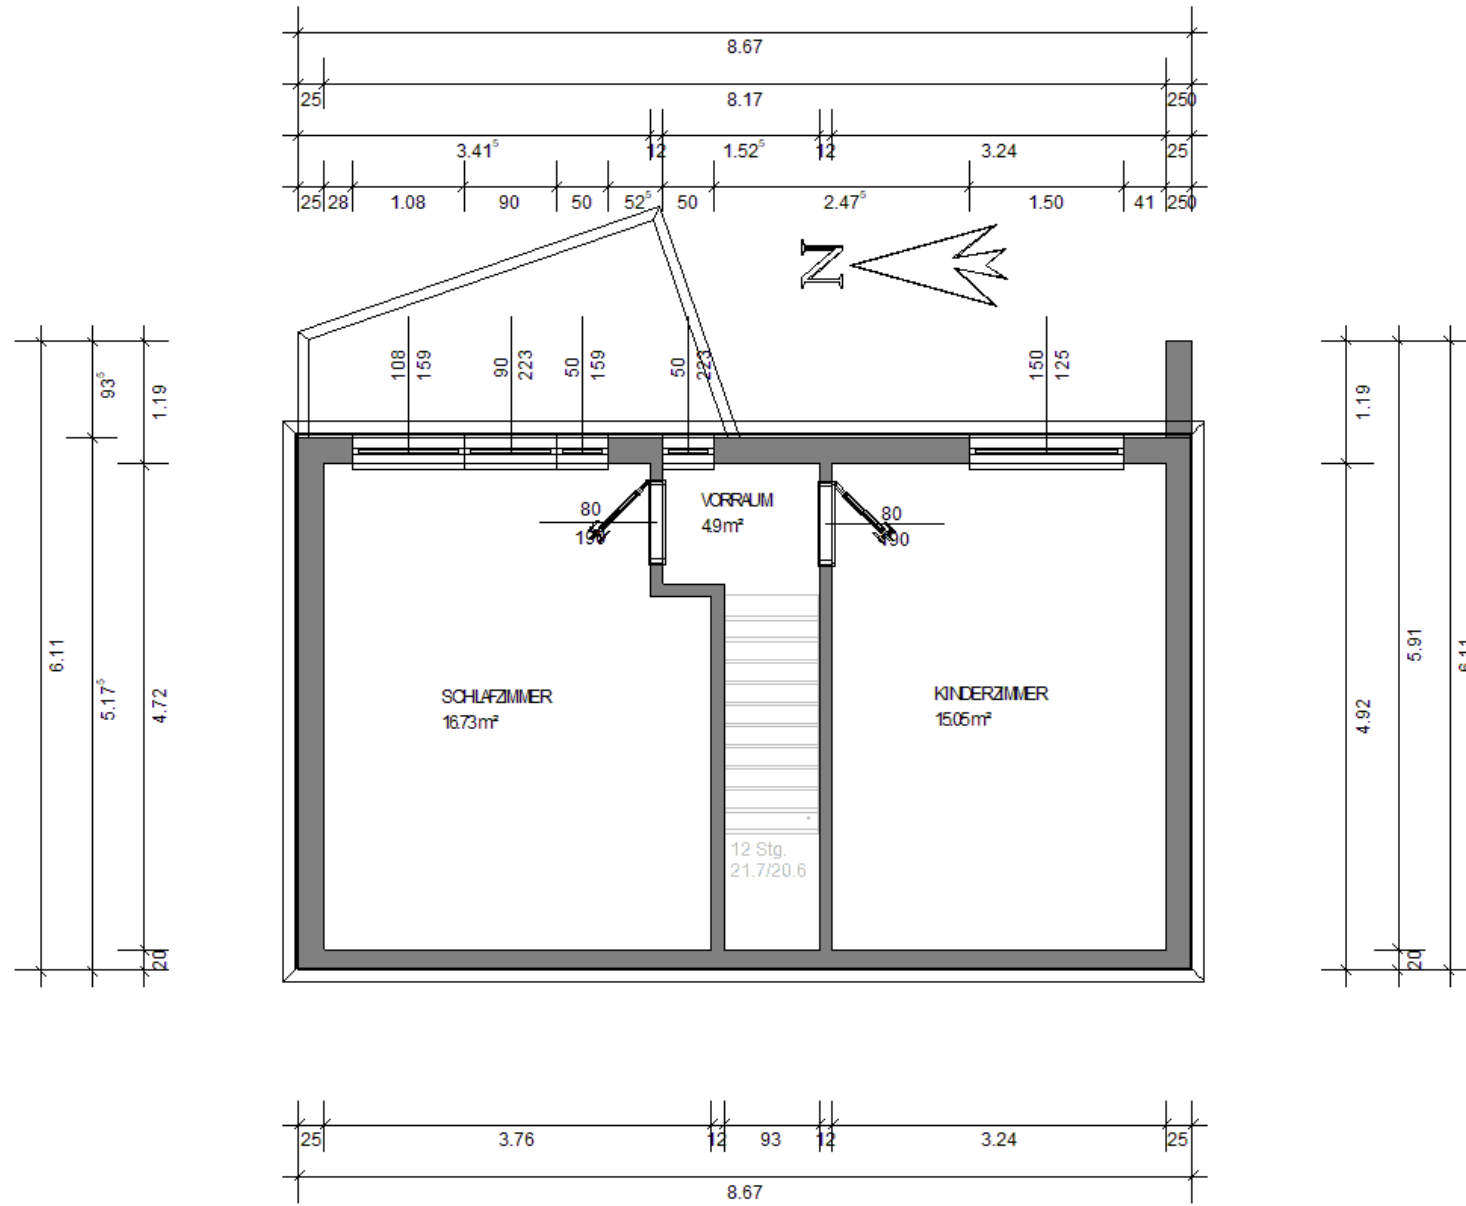 8.67
25 8.17 250
3.41⁵ 12 1.52⁵ 12 3.24 25
25 28 1.08 90 50 52⁵ 50 2.47⁵ 1.50 41 250
N
108
159
90
223
50
159
50
223
150
125
93⁵
1.19
6.11
5.17⁵
4.72
20
80
190
VORRAUM
4.9m²
80
190
SCHLAFZIMMER
16.73m²
KINDERZIMMER
15.05m²
12 Stg.
21.7/20.6
1.19
4.92
5.91
20
6.11
25 3.76 12 93 12 3.24 25
8.67